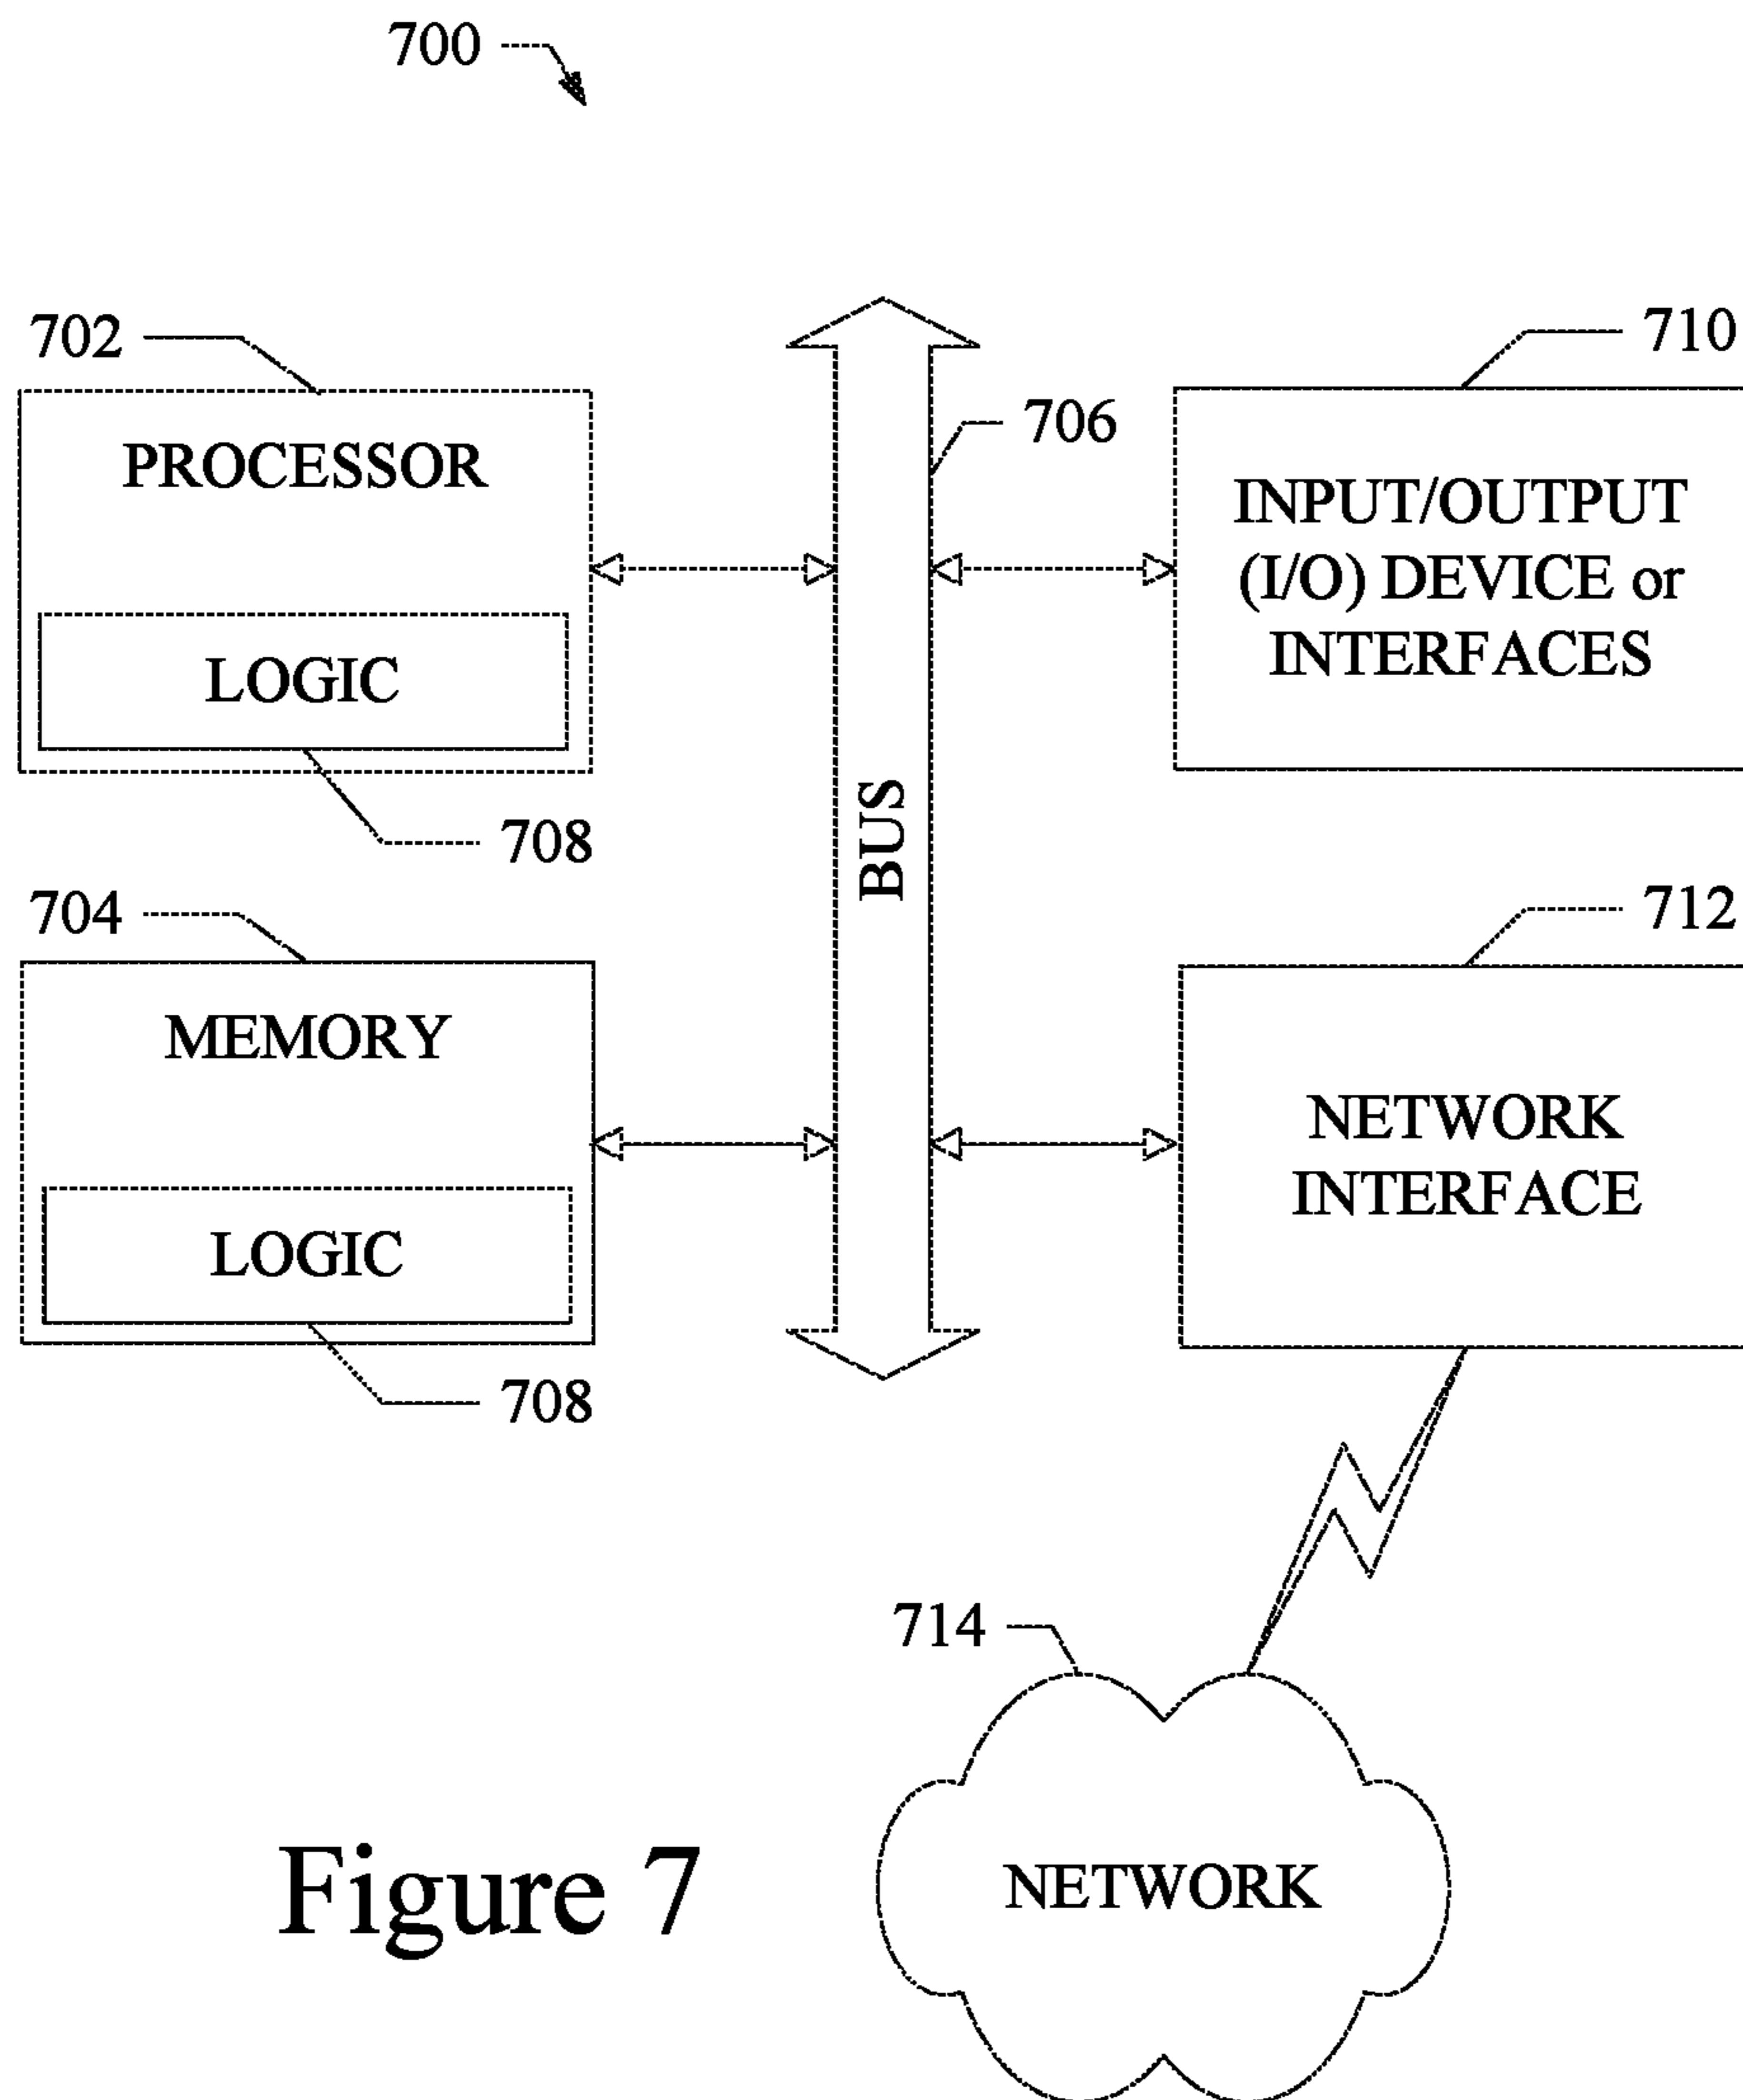 700
702
710
706
PROCESSOR
INPUT/OUTPUT
(I/O) DEVICE or
INTERFACES
LOGIC
708
BUS
704
712
MEMORY
NETWORK
INTERFACE
LOGIC
708
714
NETWORK
Figure 7